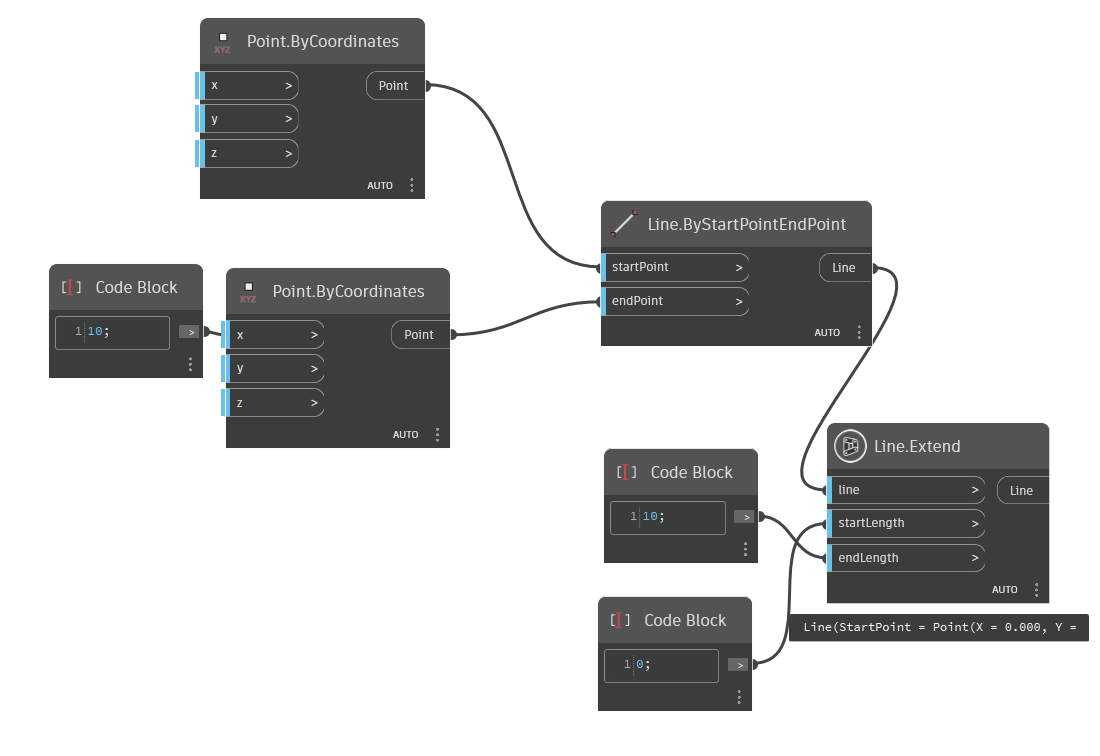 XYZ Point.ByCoordinates
x > Point
y >
z >
AUTO
[I] Code Block
1 10; >
XYZ Point.ByCoordinates
x > Point
y >
z >
AUTO
Line.ByStartPointEndPoint
startPoint > Line
endPoint >
AUTO
[I] Code Block
1 10; >
[I] Code Block
1 0; >
Line.Extend
line > Line
startLength >
endLength >
AUTO
Line(StartPoint = Point(X = 0.000, Y =